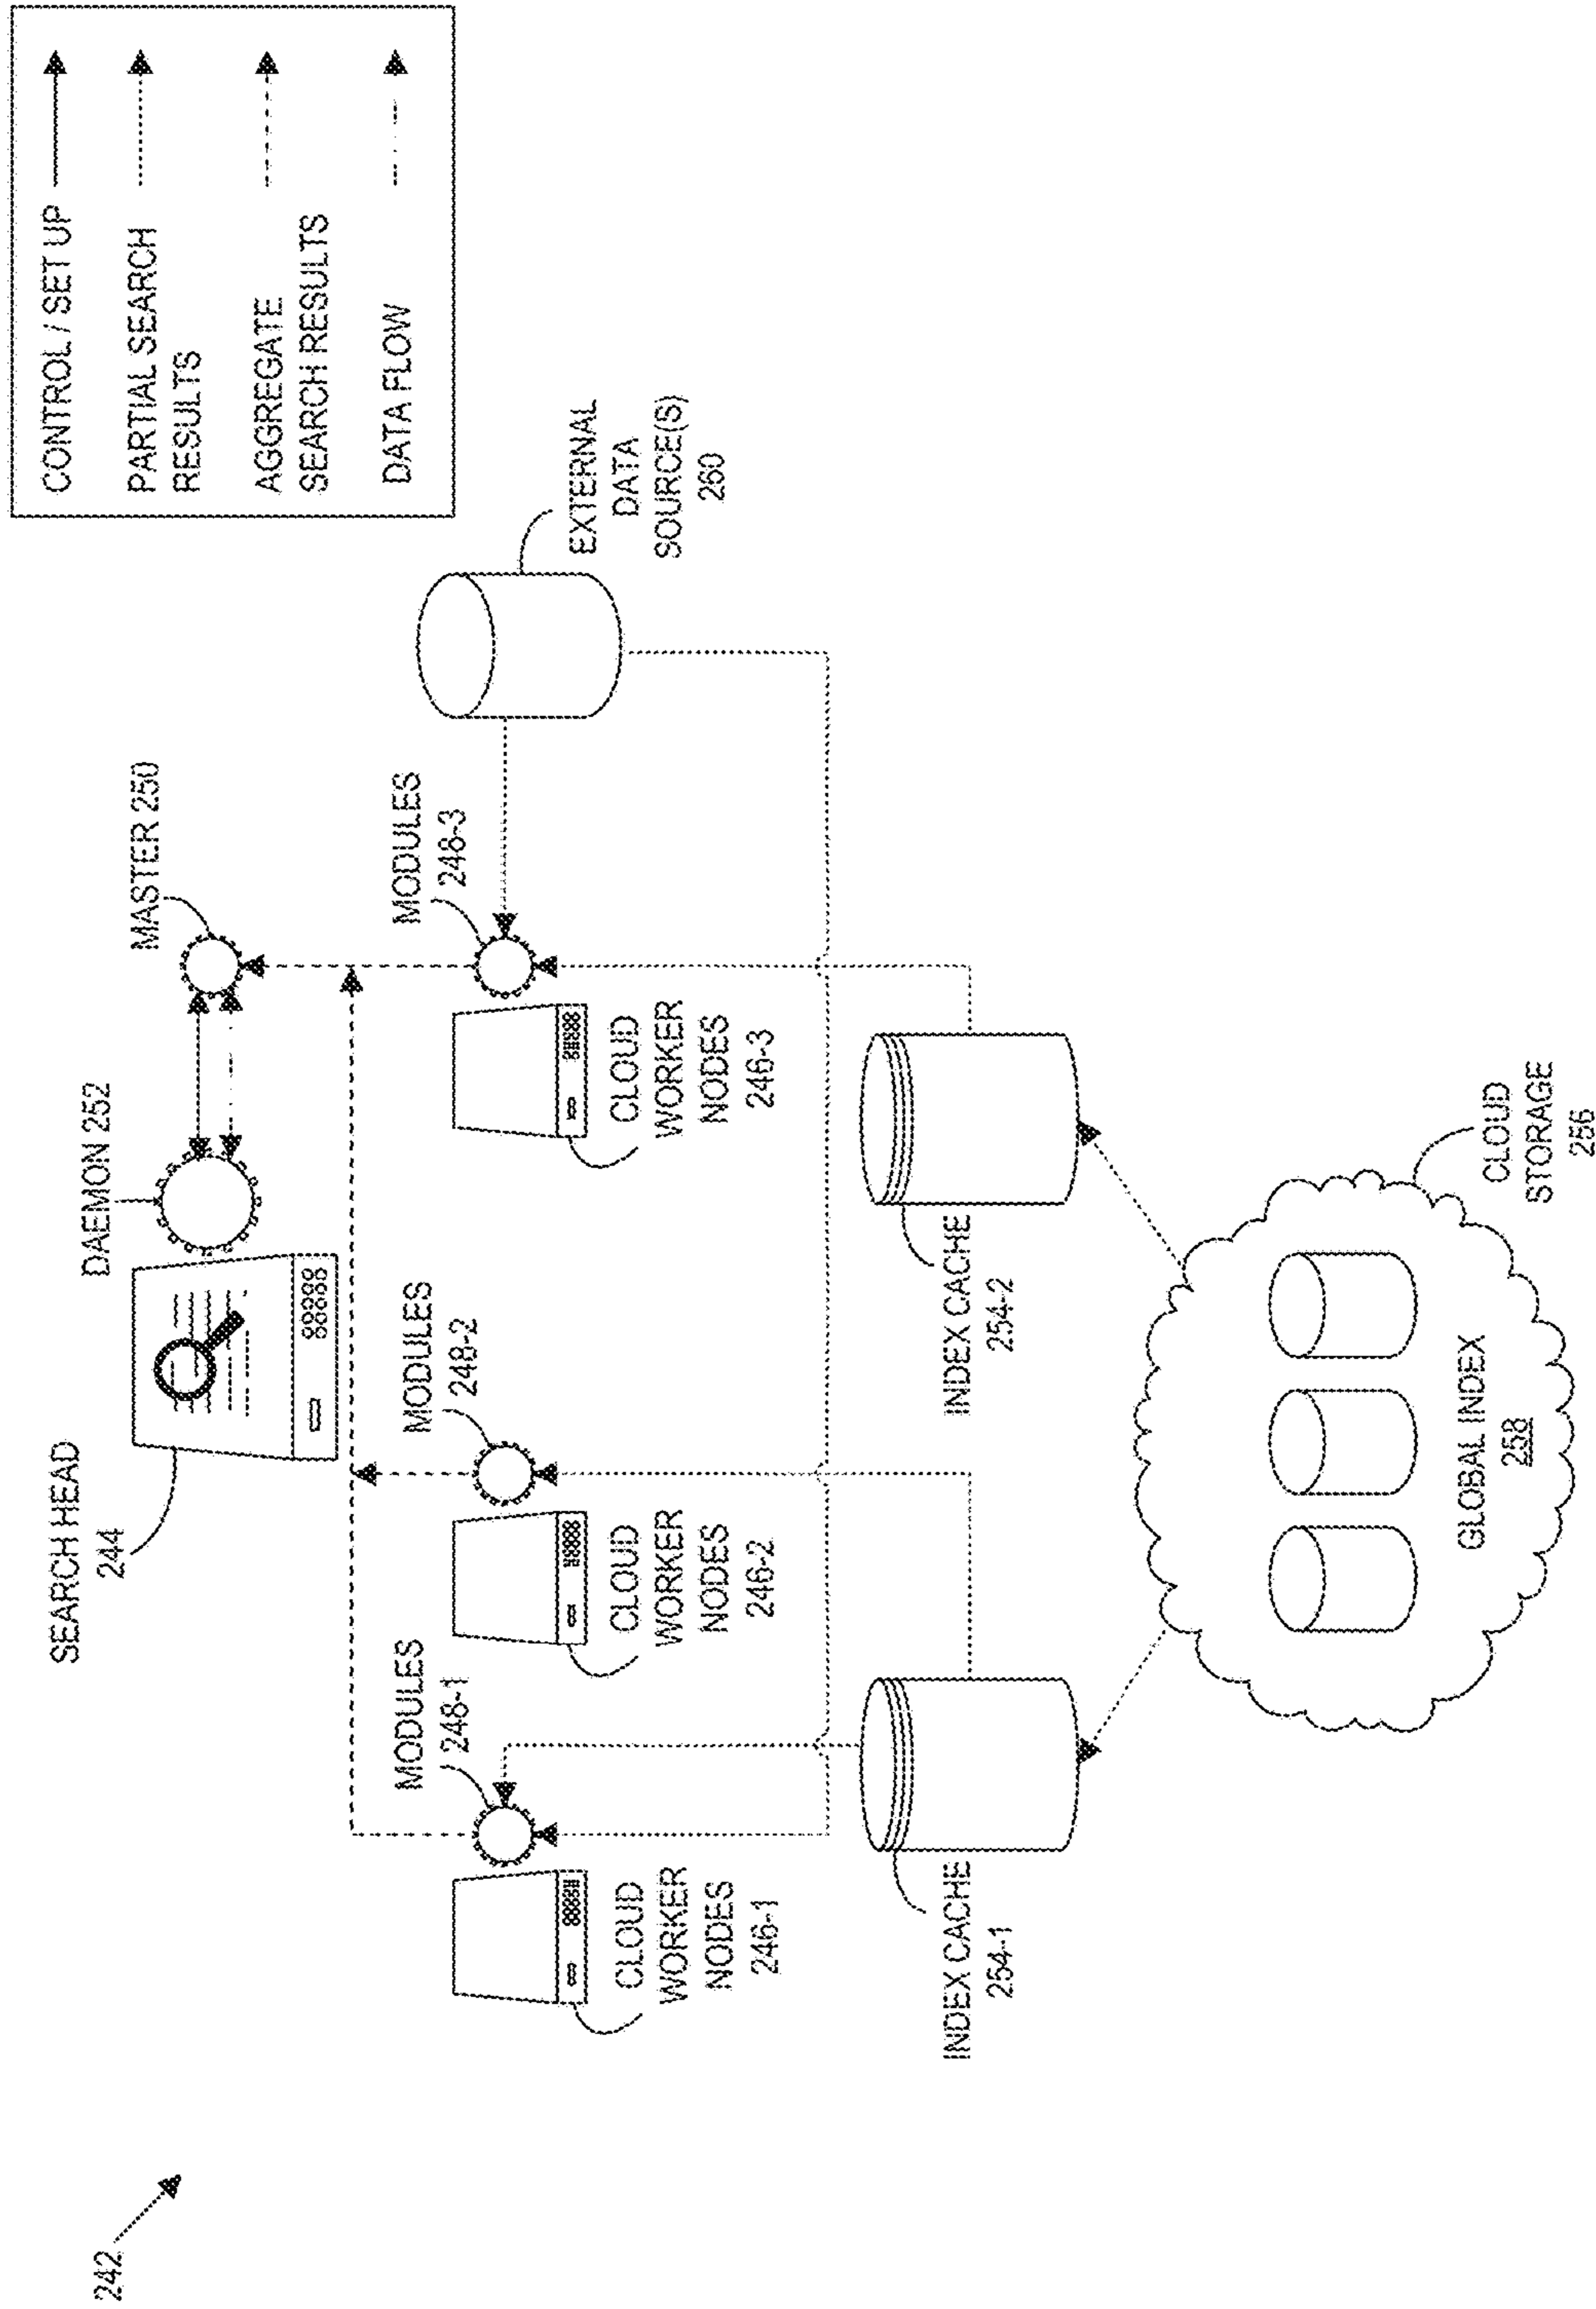 CONTROL / SET UP
PARTIAL SEARCH
RESULTS
AGGREGATE
SEARCH RESULTS
DATA FLOW
242
SEARCH HEAD
244
DAEMON 252
MASTER 250
MODULES
248-1
MODULES
248-2
MODULES
248-3
EXTERNAL
DATA
SOURCE(S)
260
CLOUD
WORKER
NODES
246-1
CLOUD
WORKER
NODES
246-2
CLOUD
WORKER
NODES
246-3
INDEX CACHE
254-1
INDEX CACHE
254-2
GLOBAL INDEX
258
CLOUD
STORAGE
256